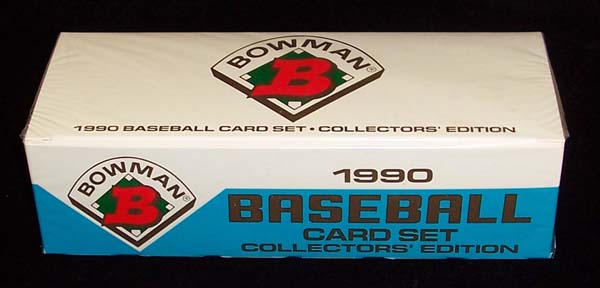 BOWMAN®
B
1990 BASEBALL CARD SET • COLLECTORS' EDITION
BOWMAN®
B
1990
BASEBALL
CARD SET
COLLECTORS' EDITION